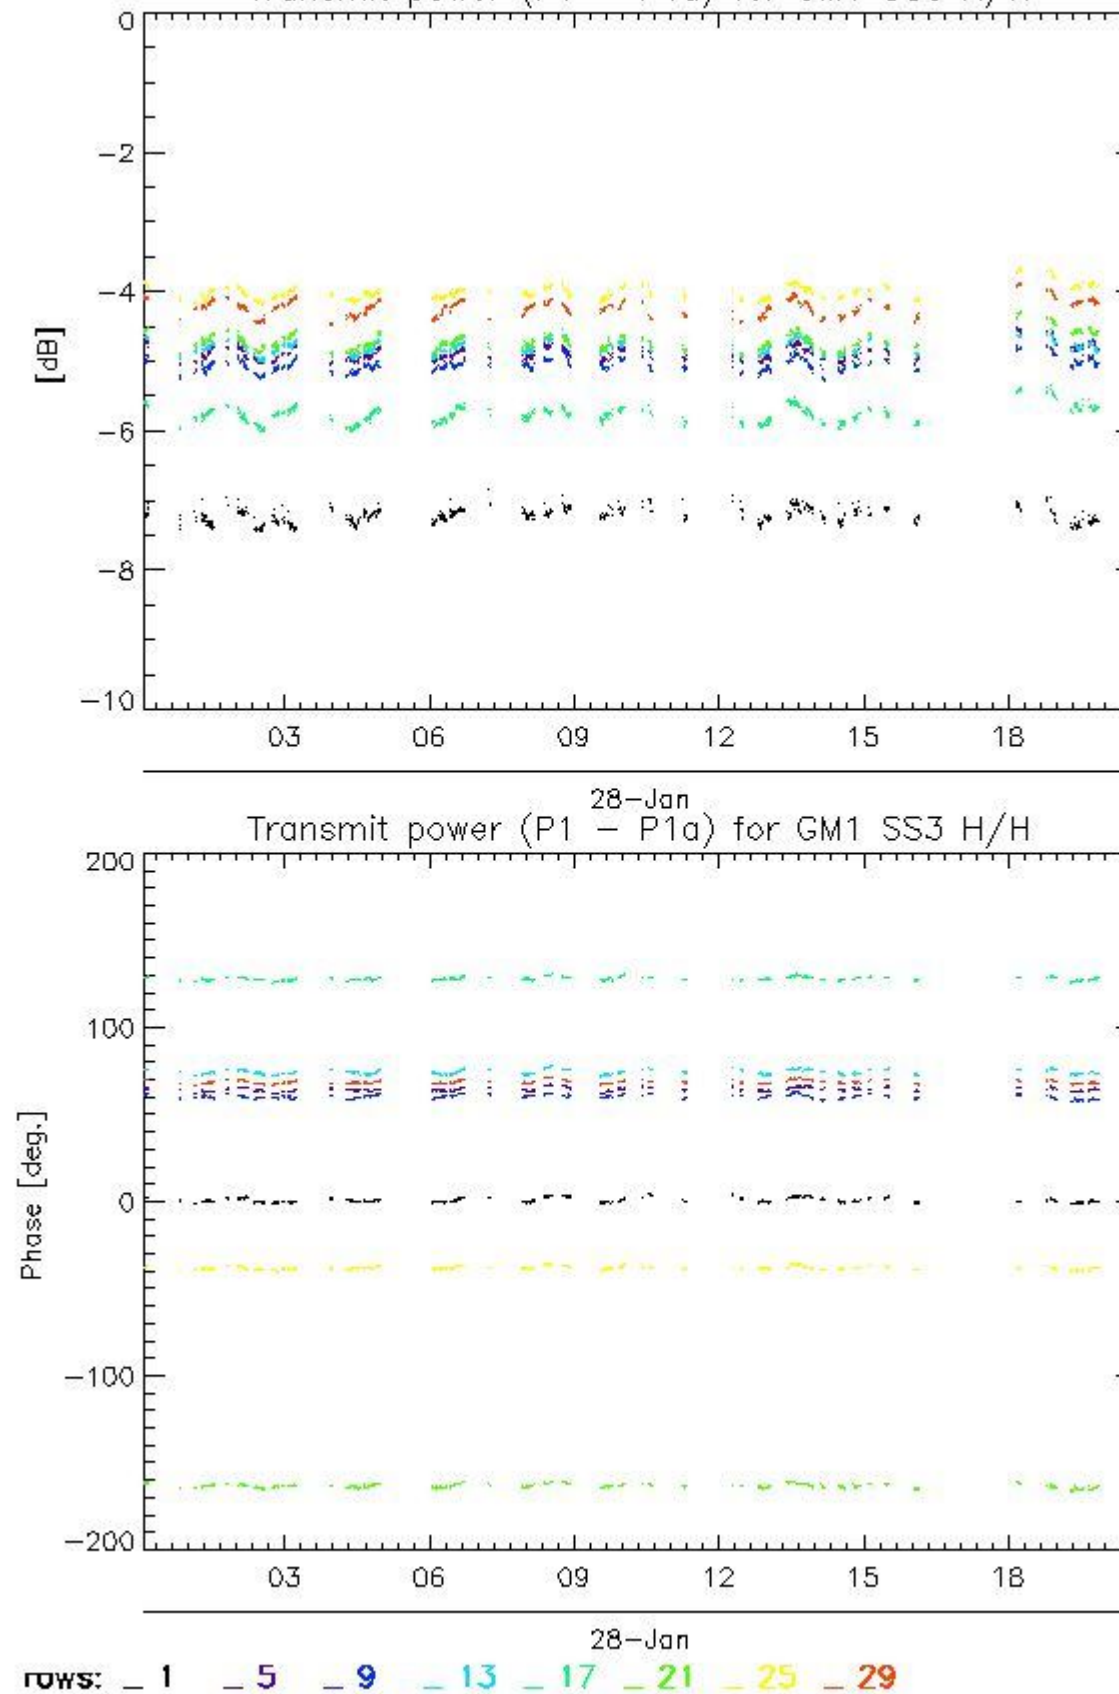 0
-2
-4
-6
-8
-10
[dB]
03 06 09 12 15 18
28-Jan
Transmit power (P1 - P1a) for GM1 SS3 H/H
200
100
0
-100
-200
Phase [deg.]
03 06 09 12 15 18
28-Jan
rows: _ 1 _ 5 _ 9 _ 13 _ 17 _ 21 _ 25 _ 29